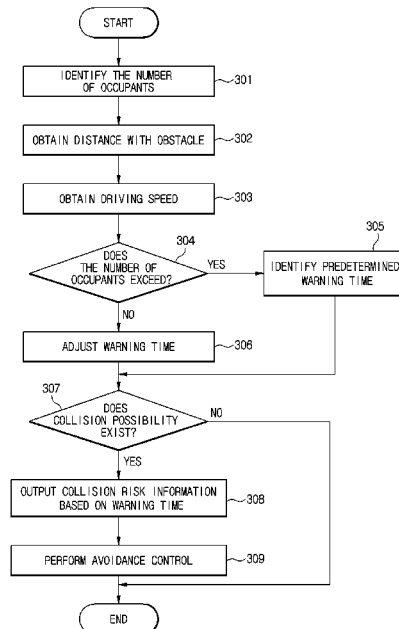 START
IDENTIFY THE NUMBER
OF OCCUPANTS
301
OBTAIN DISTANCE WITH OBSTACLE
302
OBTAIN DRIVING SPEED
303
304
DOES
THE NUMBER OF
OCCUPANTS EXCEED?
YES
305
IDENTIFY PREDETERMINED
WARNING TIME
NO
ADJUST WARNING TIME
306
307
DOES
COLLISION POSSIBILITY
EXIST?
NO
YES
OUTPUT COLLISION RISK INFORMATION
BASED ON WARNING TIME
308
PERFORM AVOIDANCE CONTROL
309
END